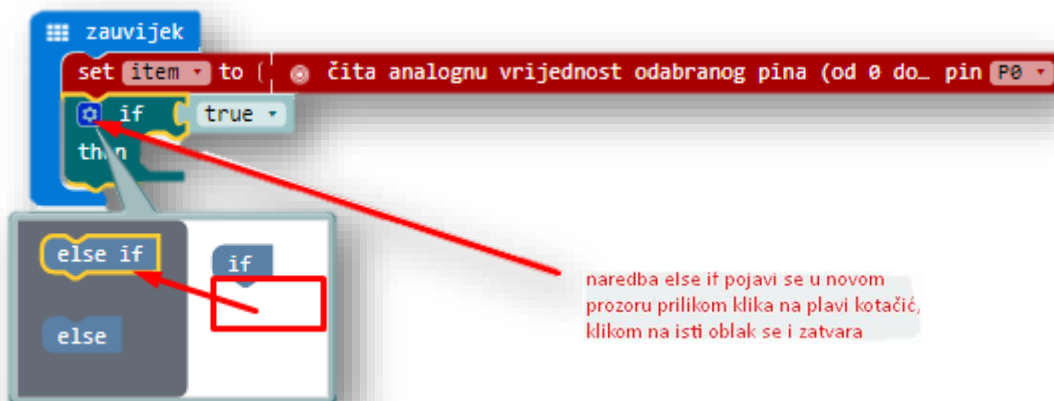 zauvijek
set item to ( čita analognu vrijednost odabranog pina (od 0 do… pin P0
if true
then
else if
if
else
naredba else if pojavi se u novom
prozoru prilikom klika na plavi kotačić,
klikom na isti oblak se i zatvara